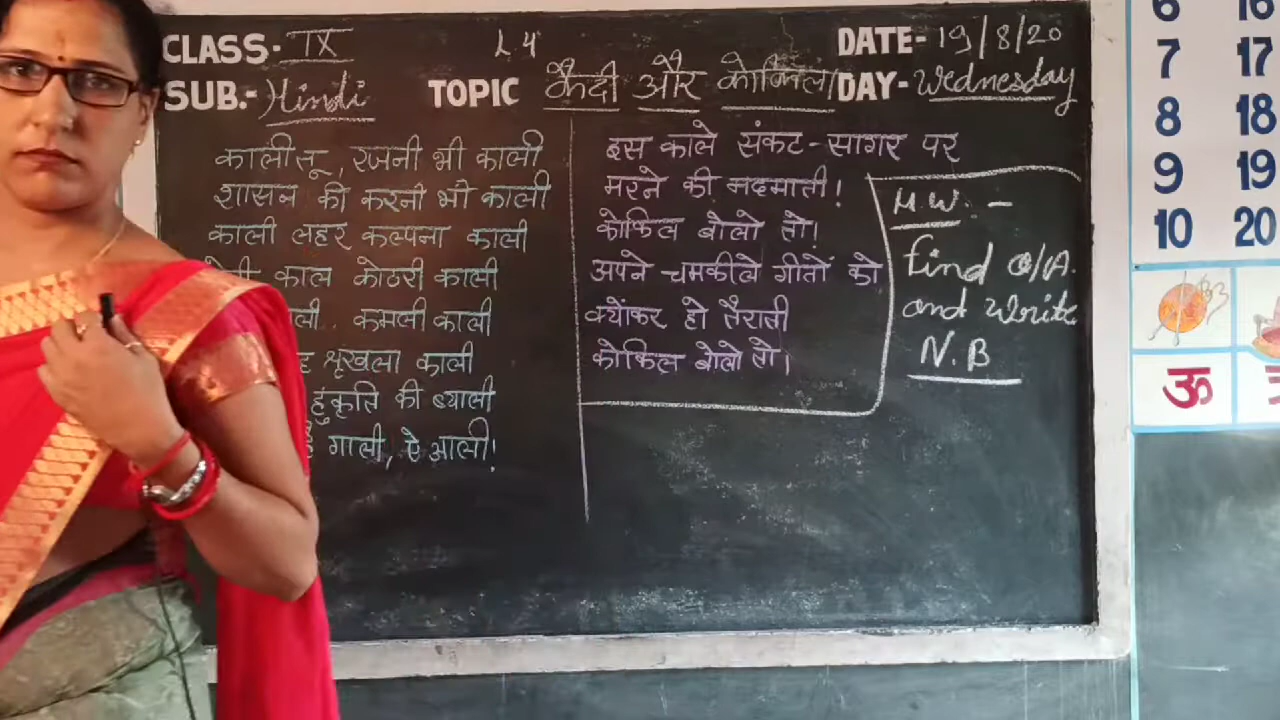 CLASS- IX
L 4
DATE- 19/8/20
SUB.- Hindi
TOPIC कैदी और कोकिला
DAY- Wednesday
काली तू, रजनी भी काली
शासन की करनी भी काली
काली लहर कल्पना काली
काल कोठरी काली
कमली काली
श्रृखला काली
हुंकृति की ब्याली
गाली, ऐ आली!
इस काले संकट-सागर पर
मरने की मदमाती!
कोकिल बोलो तो!
अपने चमकीले गीतों को
क्योंकर हो तैराती
कोकिल बोलो तो।
H.W. -
find Q/A.
and write
N.B
6 16
7 17
8 18
9 19
10 20
ऊ